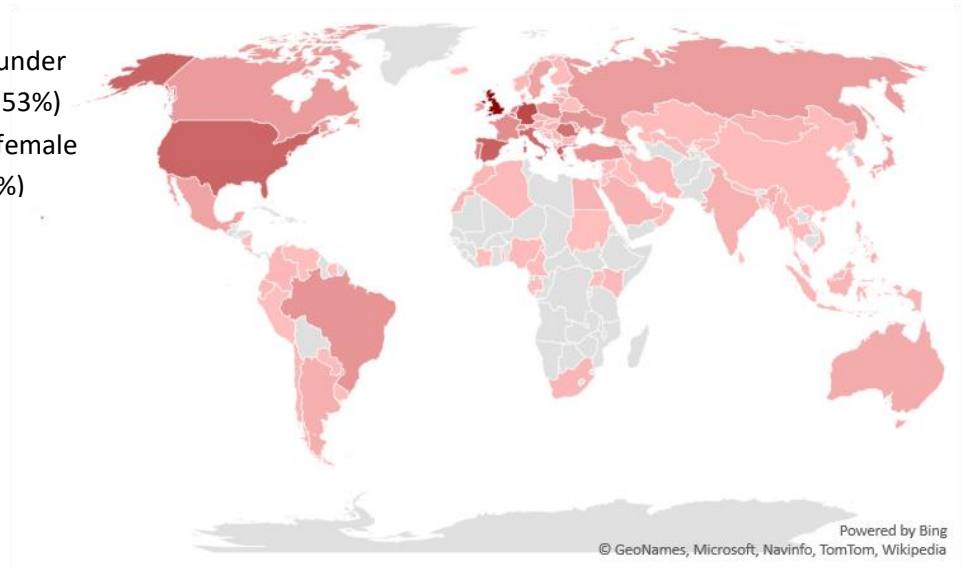 under
53%)
female
%)
Powered by Bing
© GeoNames, Microsoft, Navinfo, TomTom, Wikipedia